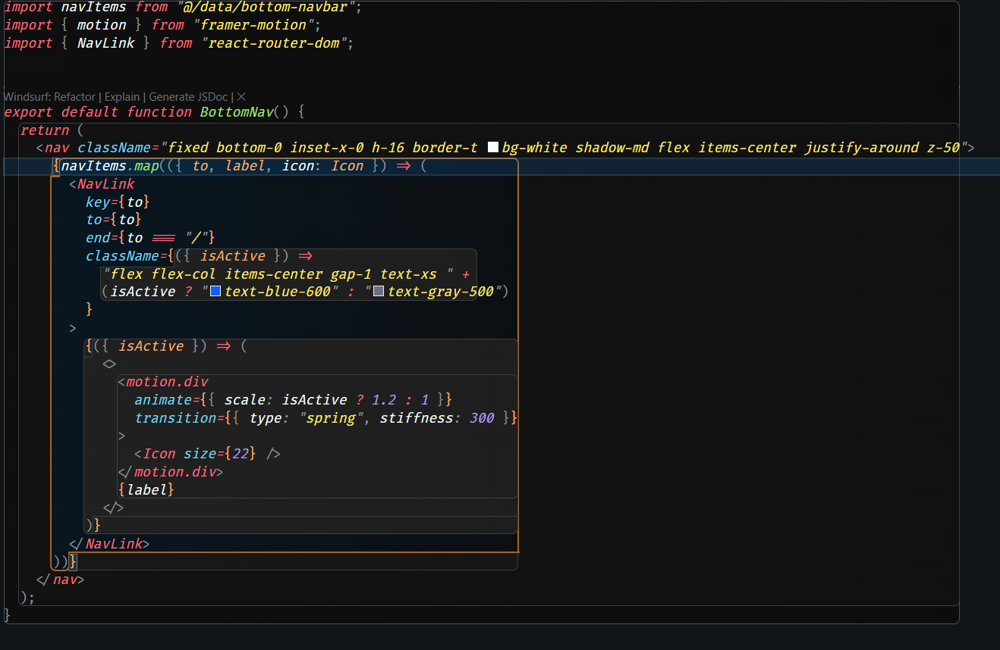 import navItems from "@/data/bottom-navbar";
import { motion } from "framer-motion";
import { NavLink } from "react-router-dom";
Windsurf: Refactor | Explain | Generate JSDoc | ✕
export default function BottomNav() {
  return (
    <nav className="fixed bottom-0 inset-x-0 h-16 border-t bg-white shadow-md flex items-center justify-around z-50">
      {navItems.map(({ to, label, icon: Icon }) => (
        <NavLink
          key={to}
          to={to}
          end={to === "/"}
          className={({ isActive }) =>
            "flex flex-col items-center gap-1 text-xs " +
            (isActive ? "text-blue-600" : "text-gray-500")
          }
        >
          {({ isActive }) => (
            <>
              <motion.div
                animate={{ scale: isActive ? 1.2 : 1 }}
                transition={{ type: "spring", stiffness: 300 }}
              >
                <Icon size={22} />
              </motion.div>
              {label}
            </>
          )}
        </NavLink>
      ))}
    </nav>
  );
}